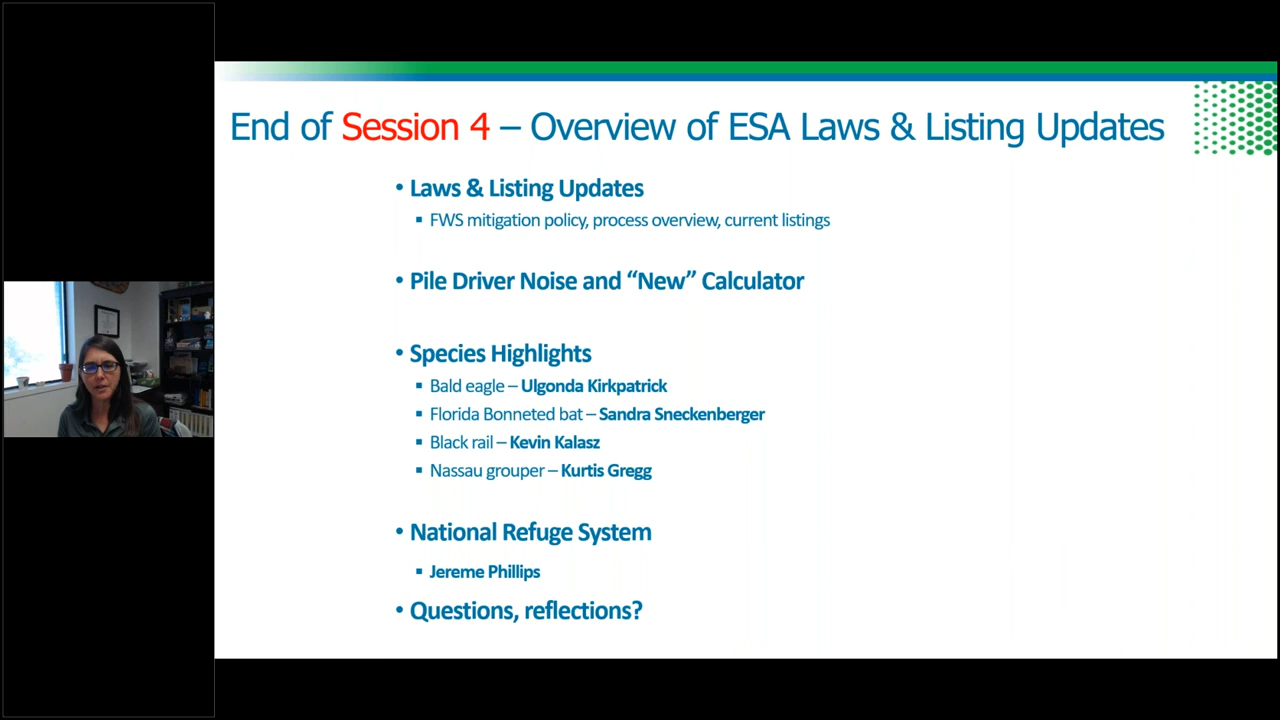 End of Session 4 – Overview of ESA Laws & Listing Updates
• Laws & Listing Updates
▪ FWS mitigation policy, process overview, current listings
• Pile Driver Noise and “New” Calculator
• Species Highlights
▪ Bald eagle – Ulgonda Kirkpatrick
▪ Florida Bonneted bat – Sandra Sneckenberger
▪ Black rail – Kevin Kalasz
▪ Nassau grouper – Kurtis Gregg
• National Refuge System
▪ Jereme Phillips
• Questions, reflections?